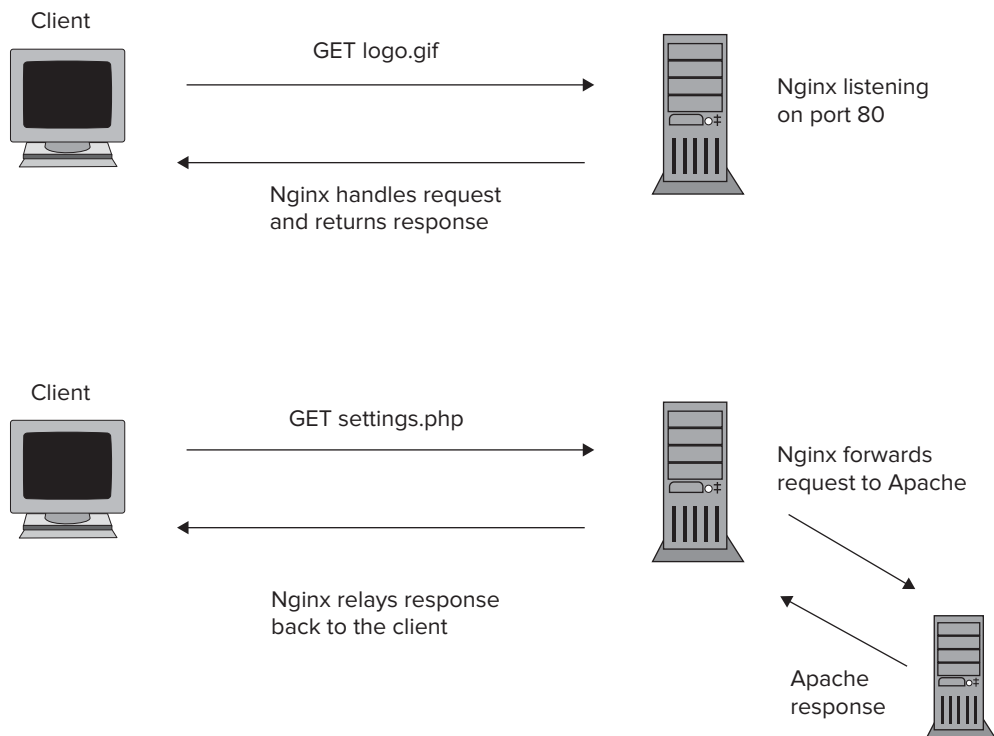 Client
GET logo.gif
Nginx listening
on port 80
Nginx handles request
and returns response
Client
GET settings.php
Nginx forwards
request to Apache
Nginx relays response
back to the client
Apache
response